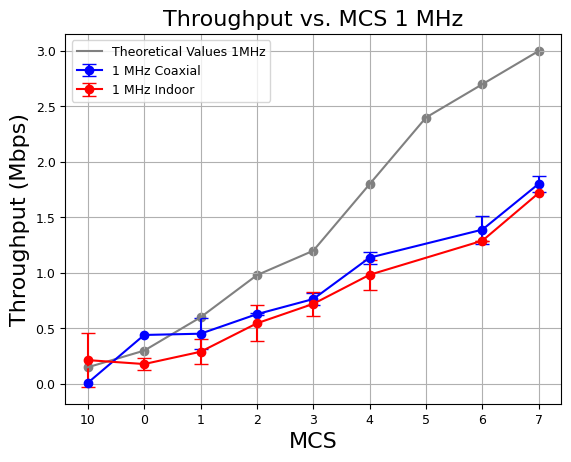 Throughput vs. MCS 1 MHz
Theoretical Values 1MHz
1 MHz Coaxial
1 MHz Indoor
Throughput (Mbps)
3.0
2.5
2.0
1.5
1.0
0.5
0.0
10 0 1 2 3 4 5 6 7
MCS